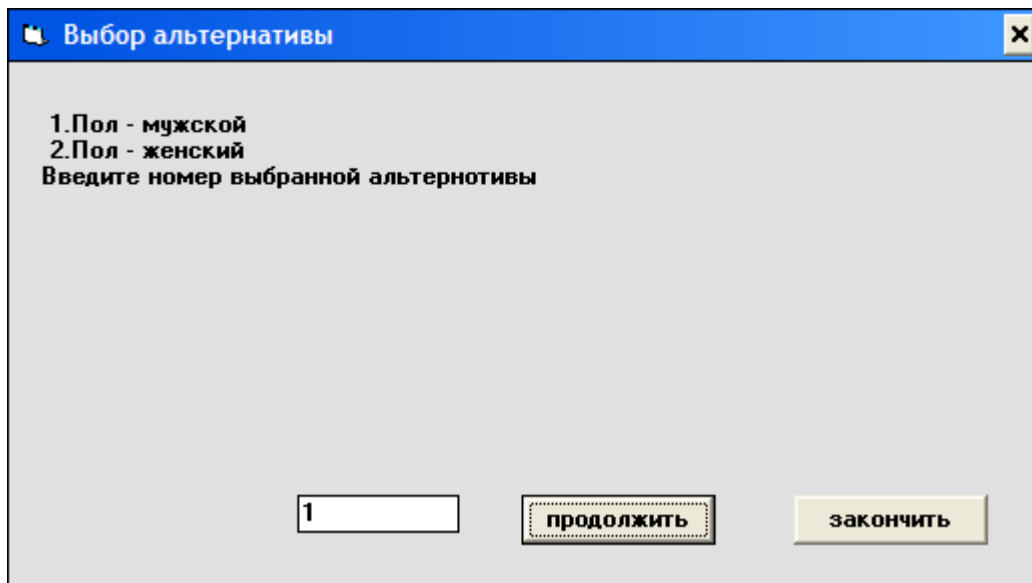 Выбор альтернативы
1.Пол - мужской
2.Пол - женский
Введите номер выбранной альтернотивы
1
продолжить
закончить